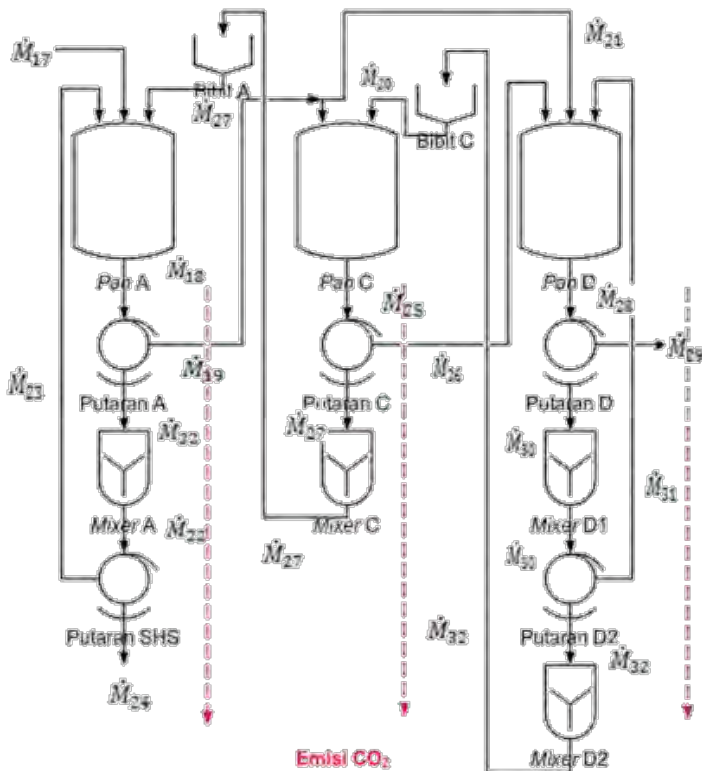 Ṁ₂₁
Ṁ₁₇
Ṁ₂₀
Bibit A
Ṁ₂₇
Bibit C
Ṁ₁₈
Pan A
Pan C
Pan D
Ṁ₂₅
Ṁ₂₈
Ṁ₂₃
Ṁ₁₉
Ṁ₂₆
Ṁ₂₉
Putaran A
Putaran C
Putaran D
Ṁ₂₂
Ṁ₂₇
Ṁ₃₀
Ṁ₃₁
Mixer A
Ṁ₂₂
Mixer C
Mixer D1
Ṁ₂₇
Ṁ₃₀
Putaran SHS
Ṁ₃₂
Putaran D2
Ṁ₃₂
Ṁ₂₄
Emisi CO₂
Mixer D2